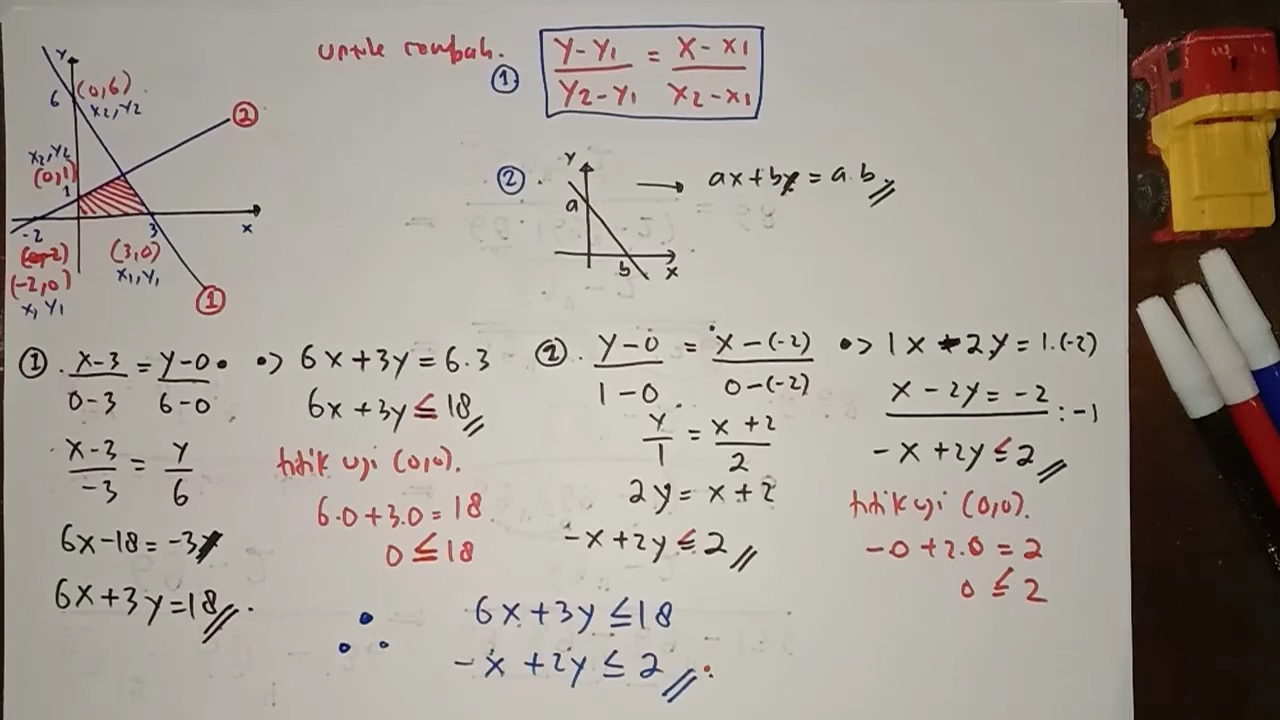 Y
6
(0,6)
x2, Y2
②
x2, Y2
(0,1)
1
-2
3
x
(-2,0)
x, Y1
(3,0)
x1, Y1
①
①
Y-Y1 / Y2-Y1 = X-X1 / X2-X1
②.
Y
a
b
x
ax+by=a.b
①. x-3 / 0-3 = y-0 / 6-0
x-3 / -3 = y / 6
6x-18=-3y
6x+3y=18
=> 6x+3y=6.3
6x+3y≤18
titik uji (0,0).
6.0+3.0=18
0≤18
②. y-0 / 1-0 = x-(-2) / 0-(-2)
y / 1 = x+2 / 2
2y=x+2
-x+2y≤2
=> 1x-2y=1.(-2)
x-2y=-2 :-1
-x+2y≤2
titik uji (0,0).
-0+2.0=2
0≤2
∴
6x+3y≤18
-x+2y≤2